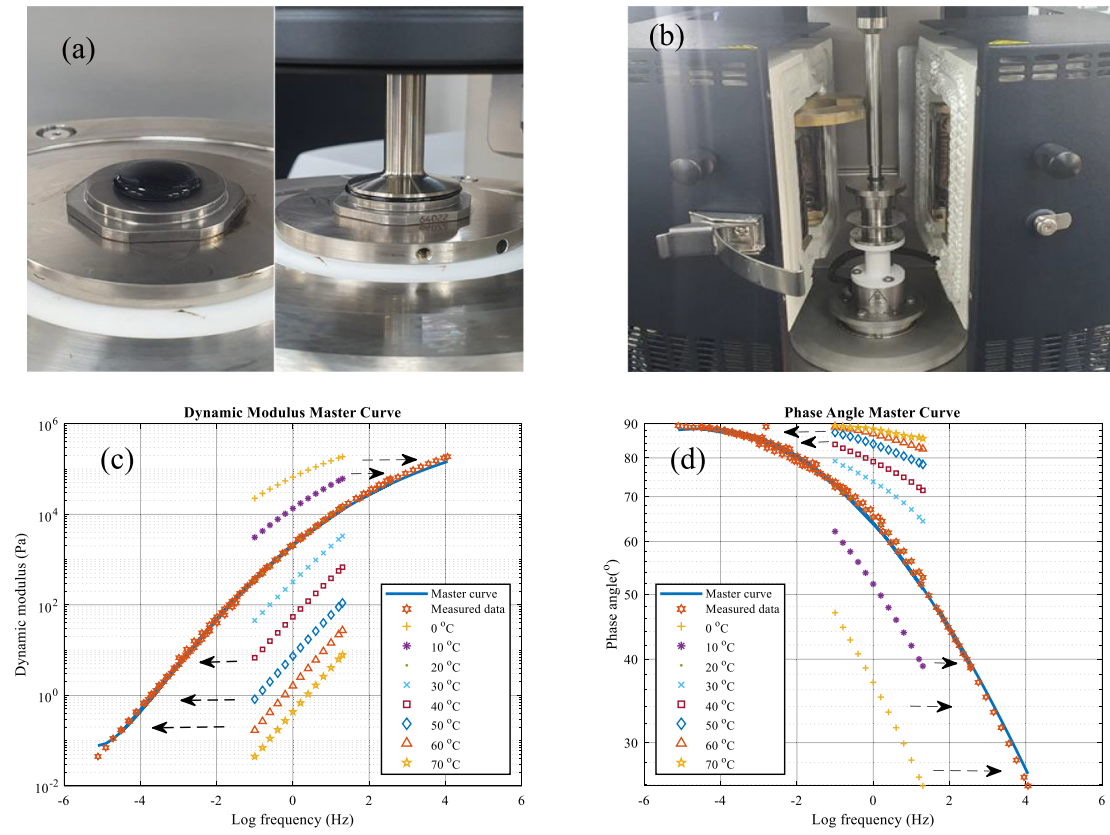 (a)
22029
(b)
Dynamic Modulus Master Curve
(c)
Dynamic modulus (Pa)
10^6
10^4
10^2
10^0
10^-2
-6 -4 -2 0 2 4 6
Log frequency (Hz)
Master curve
Measured data
0 °C
10 °C
20 °C
30 °C
40 °C
50 °C
60 °C
70 °C
Phase Angle Master Curve
(d)
Phase angle(°)
90
80
70
60
50
40
30
-6 -4 -2 0 2 4 6
Log frequency (Hz)
Master curve
Measured data
0 °C
10 °C
20 °C
30 °C
40 °C
50 °C
60 °C
70 °C